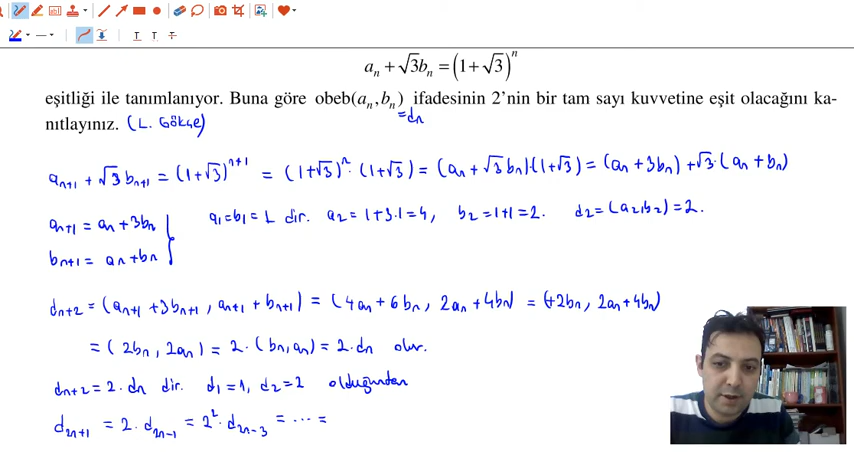 aₙ + √3bₙ = (1 + √3)ⁿ
eşitliği ile tanımlanıyor. Buna göre obeb(aₙ, bₙ) ifadesinin 2'nin bir tam sayı kuvvetine eşit olacağını ka-
nıtlayınız. (L. Gökçe) = dₙ
aₙ₊₁ + √3 bₙ₊₁ = (1+√3)ⁿ⁺¹ = (1+√3)ⁿ · (1+√3) = (aₙ + √3 bₙ)·(1+√3) = (aₙ + 3bₙ) + √3 · (aₙ + bₙ)
aₙ₊₁ = aₙ + 3bₙ } a₁ = b₁ = 1 dir. a₂ = 1+3·1 = 4, b₂ = 1+1 = 2. d₂ = (a₂, b₂) = 2.
bₙ₊₁ = aₙ + bₙ
dₙ₊₂ = (aₙ₊₁ + 3bₙ₊₁, aₙ₊₁ + bₙ₊₁) = (4aₙ + 6bₙ, 2aₙ + 4bₙ) = (+2bₙ, 2aₙ + 4bₙ)
= (2bₙ, 2aₙ) = 2 · (bₙ, aₙ) = 2 · dₙ olur.
dₙ₊₂ = 2 · dₙ dir. d₁ = 1, d₂ = 2 olduğundan
d₂ₙ₊₁ = 2 · d₂ₙ₋₁ = 2² · d₂ₙ₋₃ = ··· =